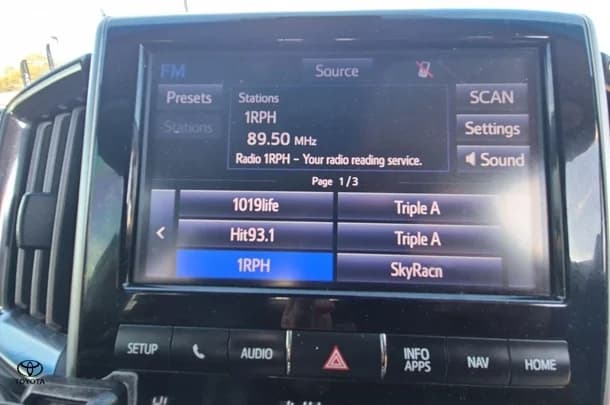 FM
Source
Presets
Stations
SCAN
Stations
1RPH
Settings
89.50 MHz
Sound
Radio 1RPH - Your radio reading service.
Page 1/3
1019life
Triple A
Hit93.1
Triple A
1RPH
SkyRacn
SETUP
AUDIO
INFO APPS
NAV
HOME
TOYOTA